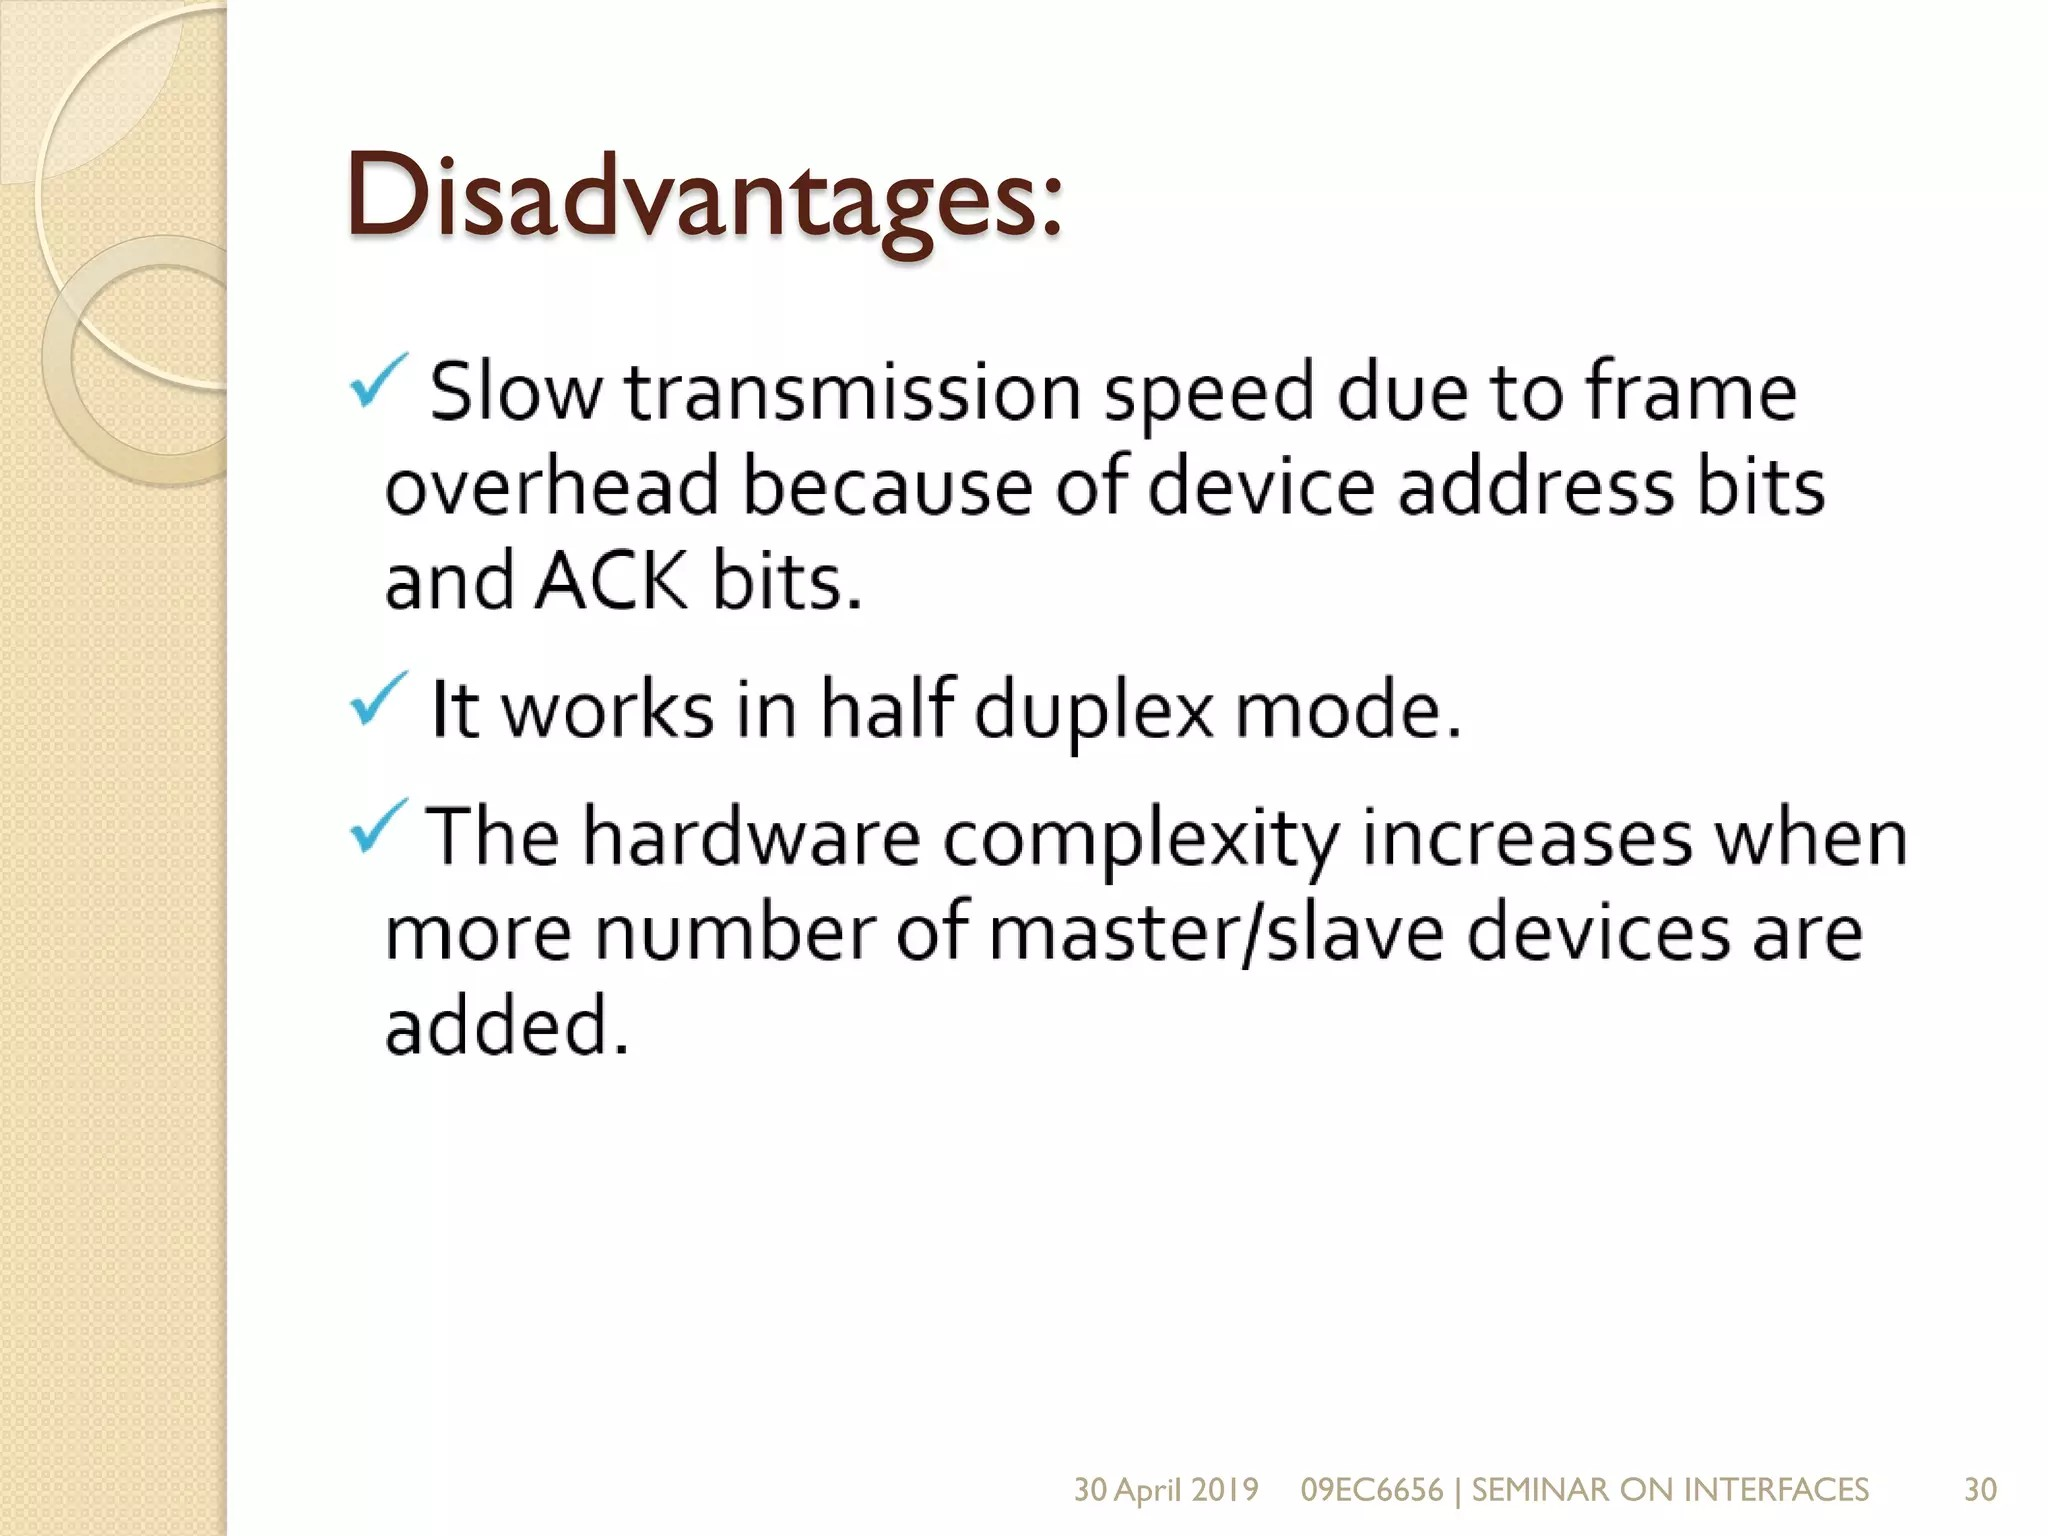 Disadvantages:
✓ Slow transmission speed due to frame
overhead because of device address bits
and ACK bits.
✓ It works in half duplex mode.
✓ The hardware complexity increases when
more number of master/slave devices are
added.
30 April 2019 09EC6656 | SEMINAR ON INTERFACES 30